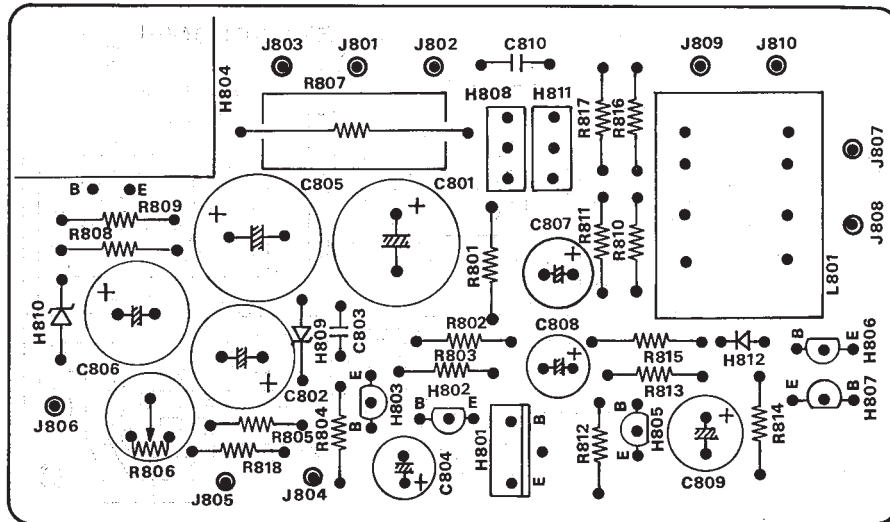 J803
J801
J802
C810
J809
J810
H804
R807
H808
H811
R817
R816
J807
J808
B
E
R809
R808
C805
C801
C807
R811
R810
R801
L801
H810
C806
H809
C803
R802
R803
C808
R815
R813
H812
B
E
H806
E
B
H807
C802
E
H803
B
H802
B
E
J806
R806
R805
R818
R804
J805
J804
C804
H801
B
E
R812
B
H805
E
C809
R814